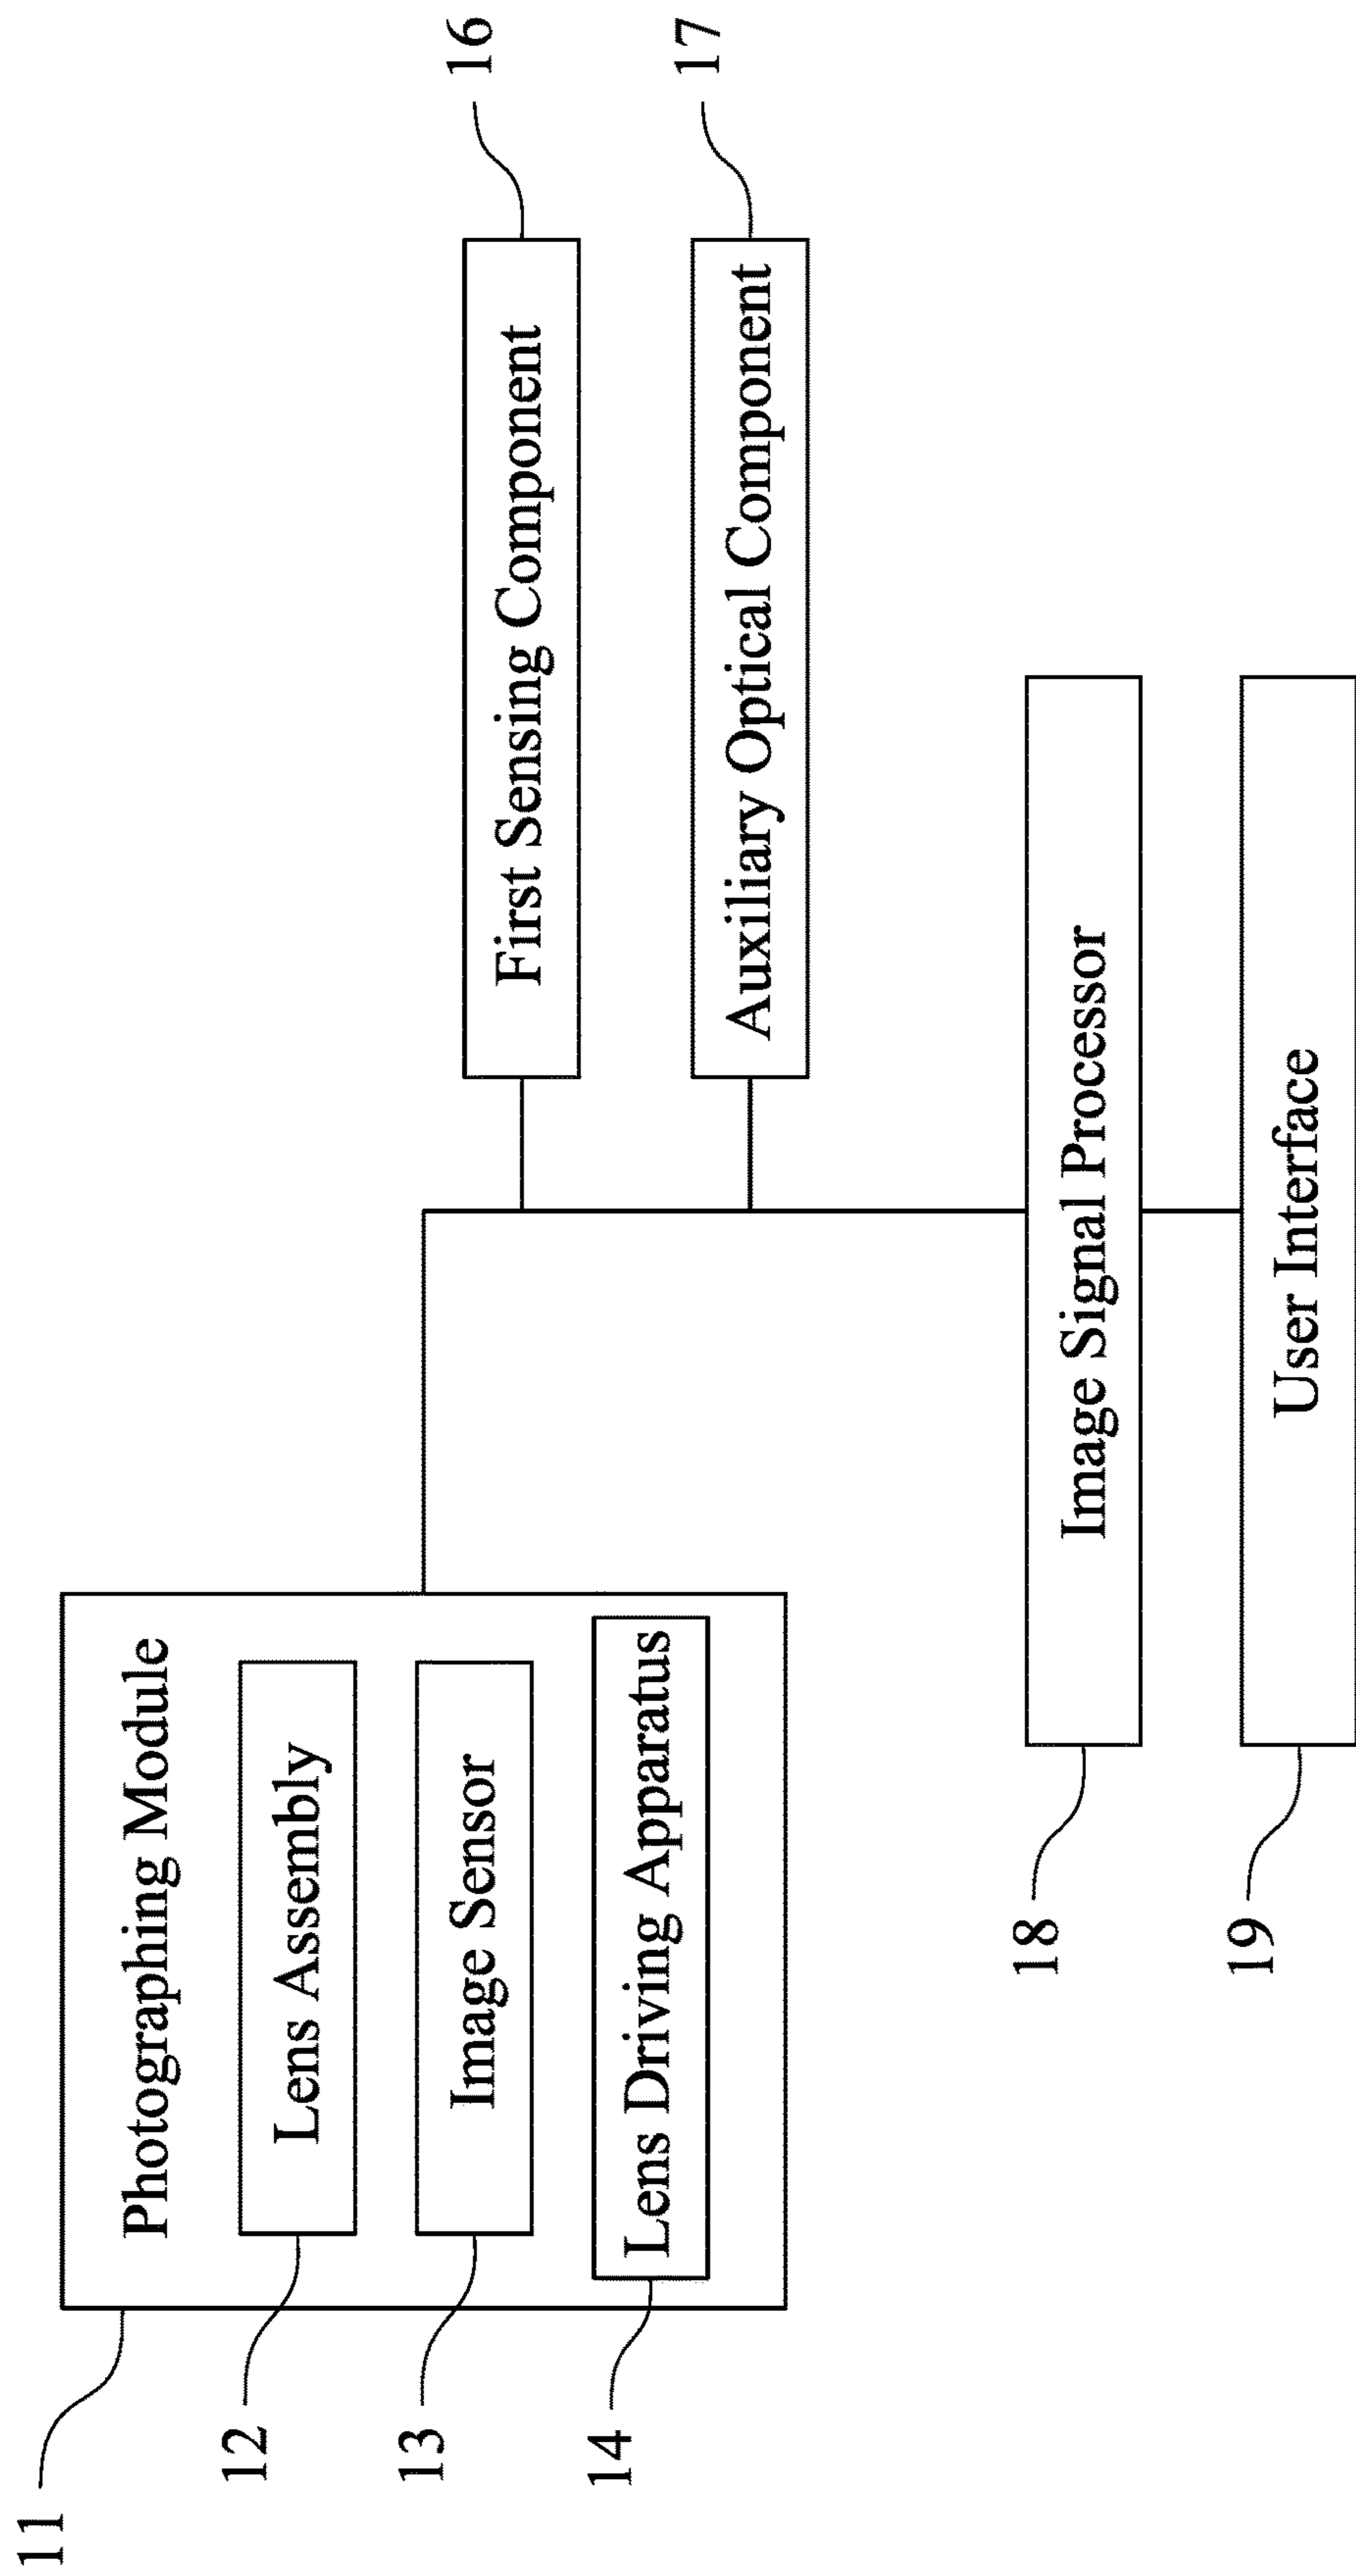 11
Photographing Module
12
Lens Assembly
13
Image Sensor
14
Lens Driving Apparatus
First Sensing Component
16
Auxiliary Optical Component
17
18
Image Signal Processor
19
User Interface